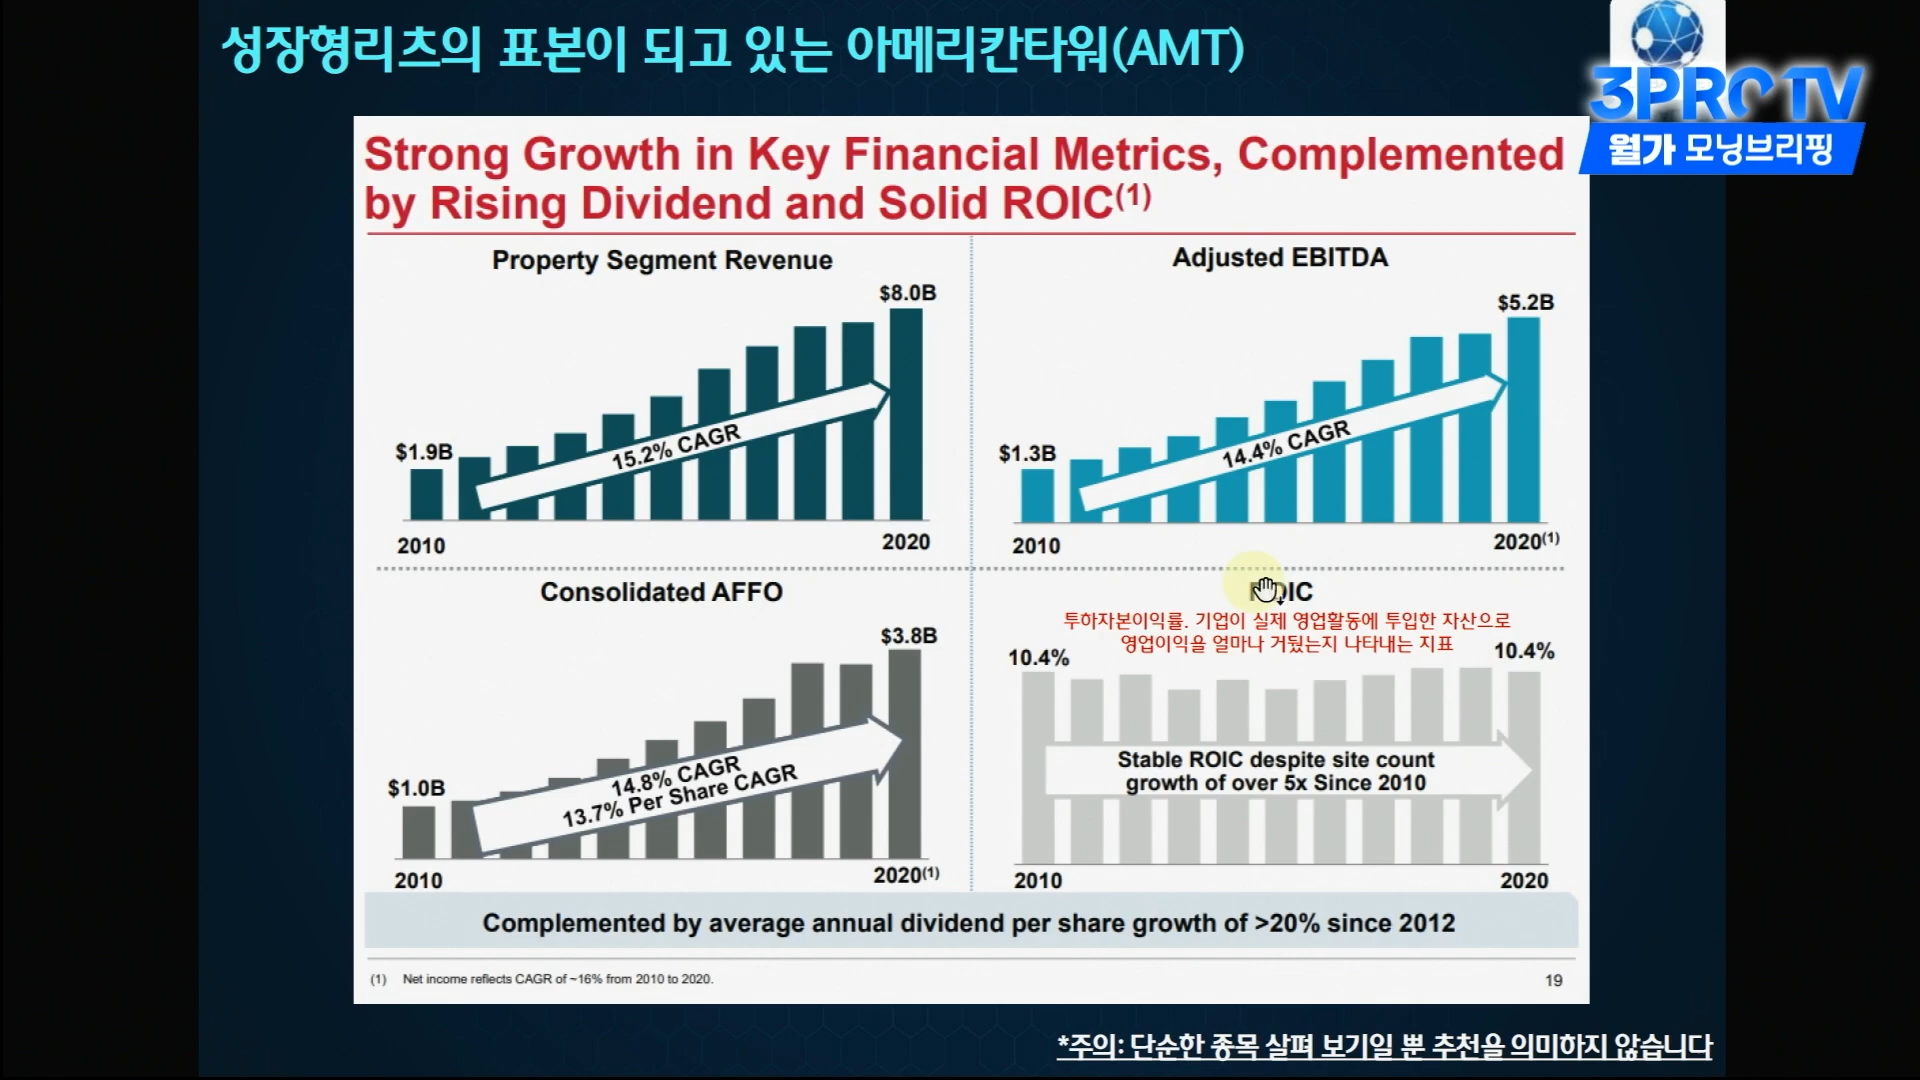 성장형리츠의 표본이 되고 있는 아메리칸타워(AMT)
3PROTV
월가 모닝브리핑
Strong Growth in Key Financial Metrics, Complemented
by Rising Dividend and Solid ROIC(1)
Property Segment Revenue
$8.0B
$1.9B
15.2% CAGR
2010
2020
Adjusted EBITDA
$5.2B
$1.3B
14.4% CAGR
2010
2020(1)
Consolidated AFFO
$3.8B
$1.0B
14.8% CAGR
13.7% Per Share CAGR
2010
2020(1)
ROIC
투하자본이익률. 기업이 실제 영업활동에 투입한 자산으로
영업이익을 얼마나 거뒀는지 나타내는 지표
10.4%
10.4%
Stable ROIC despite site count
growth of over 5x Since 2010
2010
2020
Complemented by average annual dividend per share growth of >20% since 2012
(1) Net income reflects CAGR of ~16% from 2010 to 2020.
19
*주의: 단순한 종목 살펴 보기일 뿐 추천을 의미하지 않습니다